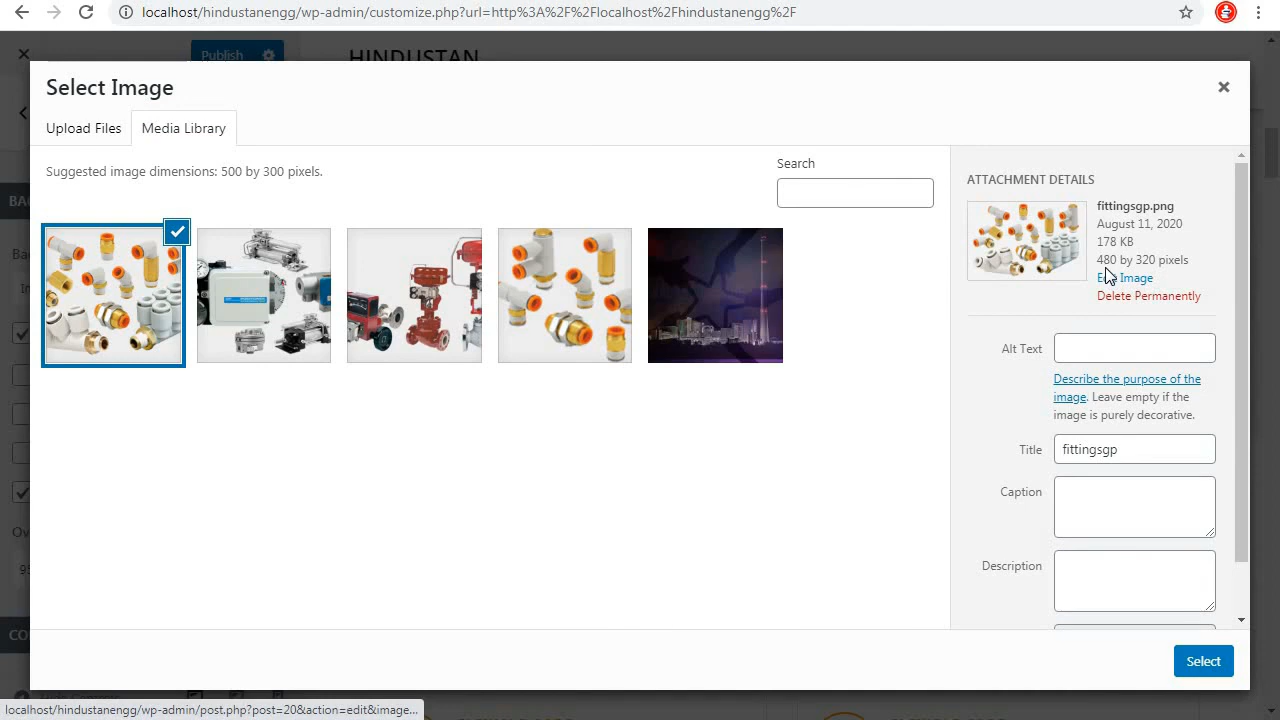 hindustanengg/wp-admin/customize.php?url=http%3A%2F%2Flocalhost%2Fhindustanengg%2F
Publish
HINDUSTAN
Select Image
Upload Files
Media Library
Suggested image dimensions: 500 by 300 pixels.
Search
ATTACHMENT DETAILS
fittingsgp.png
August 11, 2020
178 KB
480 by 320 pixels
Edit Image
Delete Permanently
Alt Text
Describe the purpose of the
image. Leave empty if the
image is purely decorative.
Title
fittingsgp
Caption
Description
Select
localhost/hindustanengg/wp-admin/post.php?post=20&action=edit&image...